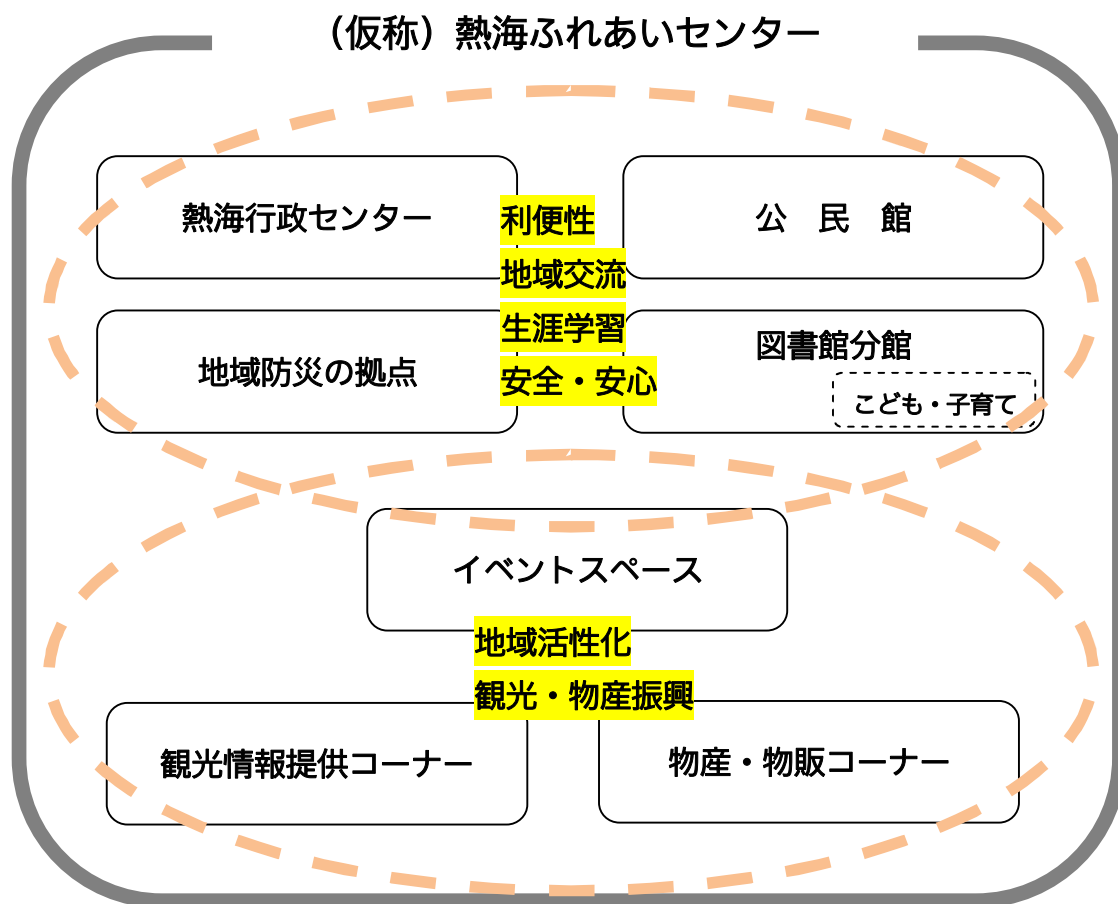 （仮称）熱海ふれあいセンター
熱海行政センター
公　民　館
利便性
地域交流
生涯学習
安全・安心
地域防災の拠点
図書館分館
こども・子育て
イベントスペース
地域活性化
観光・物産振興
観光情報提供コーナー
物産・物販コーナー